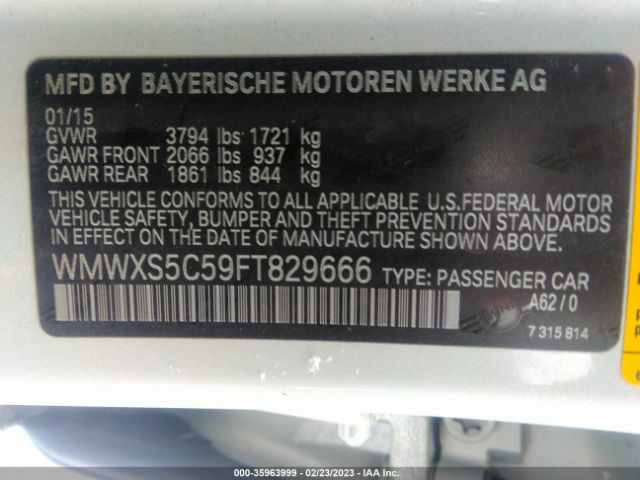 MFD BY BAYERISCHE MOTOREN WERKE AG
01/15
GVWR 3794 lbs 1721 kg
GAWR FRONT 2066 lbs 937 kg
GAWR REAR 1861 lbs 844 kg
THIS VEHICLE CONFORMS TO ALL APPLICABLE U.S.FEDERAL MOTOR
VEHICLE SAFETY, BUMPER AND THEFT PREVENTION STANDARDS
IN EFFECT ON THE DATE OF MANUFACTURE SHOWN ABOVE.
WMWXS5C59FT829666 TYPE: PASSENGER CAR
A62/0
7 315 814
000-35963999 - 02/23/2023 - IAA Inc.